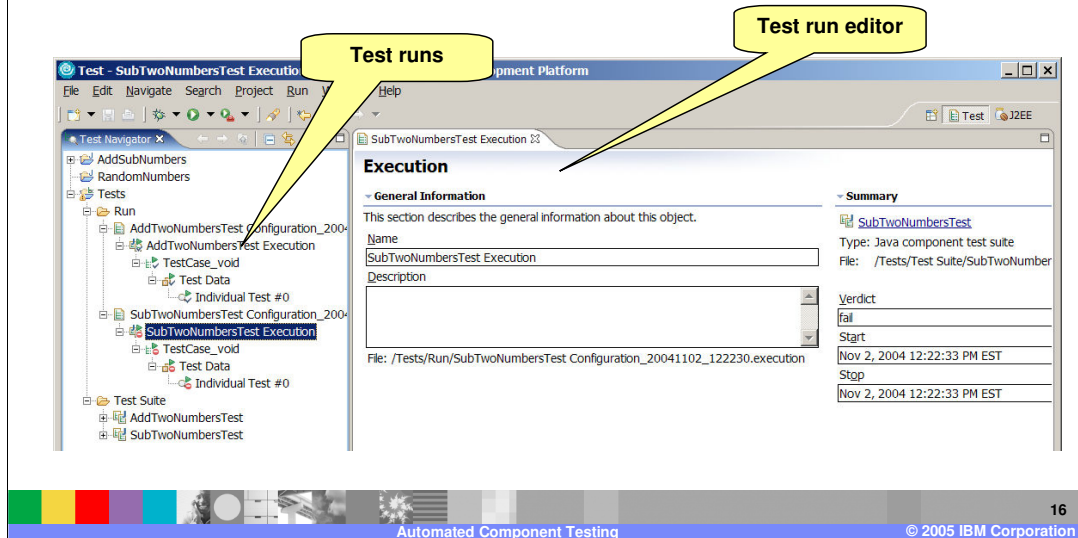 Test run editor
Test runs
Test - SubTwoNumbersTest Executio
opment Platform
File Edit Navigate Search Project Run
Help
Test J2EE
Test Navigator
SubTwoNumbersTest Execution
AddSubNumbers
RandomNumbers
Tests
Run
AddTwoNumbersTest Configuration_2004
AddTwoNumbersTest Execution
TestCase_void
Test Data
Individual Test #0
SubTwoNumbersTest Configuration_2004
SubTwoNumbersTest Execution
TestCase_void
Test Data
Individual Test #0
Test Suite
AddTwoNumbersTest
SubTwoNumbersTest
Execution
General Information
This section describes the general information about this object.
Name
SubTwoNumbersTest Execution
Description
File: /Tests/Run/SubTwoNumbersTest Configuration_20041102_122230.execution
Summary
SubTwoNumbersTest
Type: Java component test suite
File: /Tests/Test Suite/SubTwoNumber
Verdict
fail
Start
Nov 2, 2004 12:22:33 PM EST
Stop
Nov 2, 2004 12:22:33 PM EST
16
Automated Component Testing
© 2005 IBM Corporation